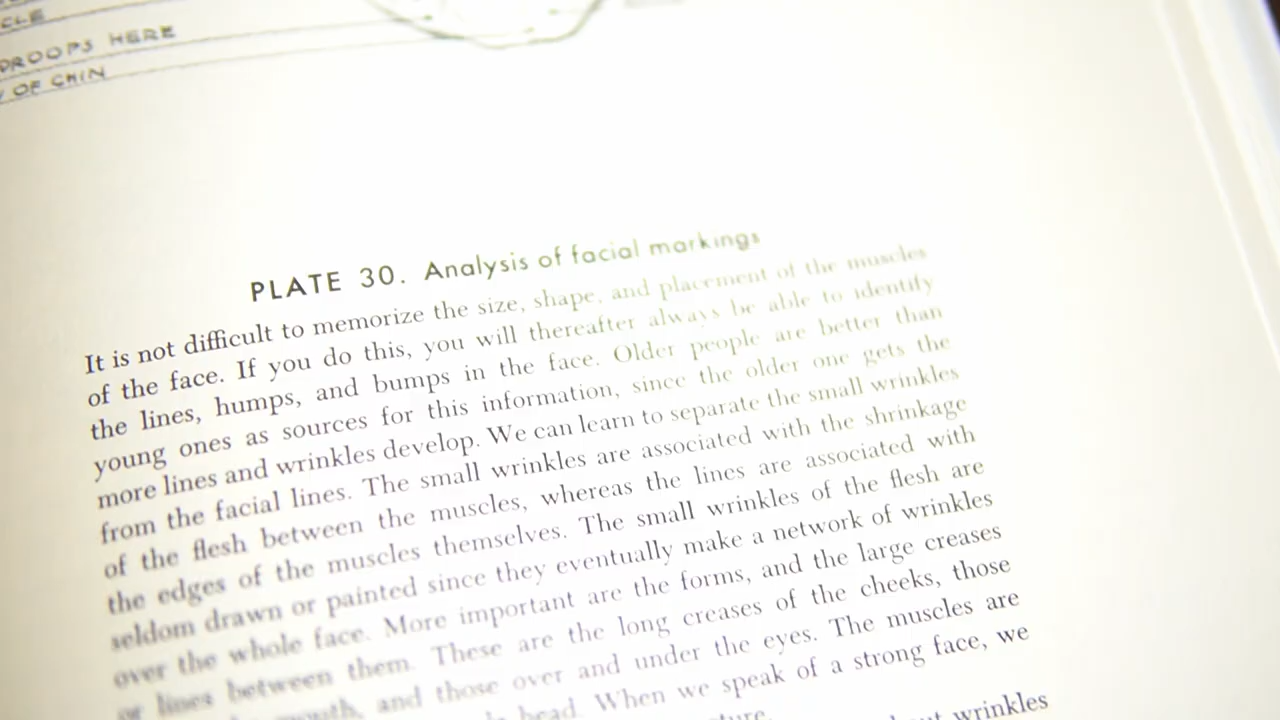 CLE
DROOPS HERE
OF CHIN
PLATE 30. Analysis of facial markings
It is not difficult to memorize the size, shape, and placement of the muscles
of the face. If you do this, you will thereafter always be able to identify
the lines, humps, and bumps in the face. Older people are better than
young ones as sources for this information, since the older one gets the
more lines and wrinkles develop. We can learn to separate the small wrinkles
from the facial lines. The small wrinkles are associated with the shrinkage
of the flesh between the muscles, whereas the lines are associated with
the edges of the muscles themselves. The small wrinkles of the flesh are
seldom drawn or painted since they eventually make a network of wrinkles
over the whole face. More important are the forms, and the large creases
or lines between them. These are the long creases of the cheeks, those
mouth, and those over and under the eyes. The muscles are
head. When we speak of a strong face, we
wrinkles